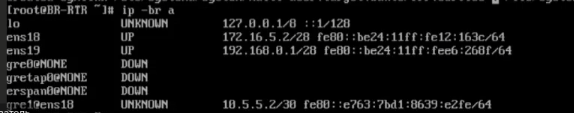 [root@BR-RTR ~]# ip -br a
lo UNKNOWN 127.0.0.1/8 ::1/128
ens18 UP 172.16.5.2/28 fe80::be24:11ff:fe12:163c/64
ens19 UP 192.168.0.1/28 fe80::be24:11ff:fee6:268f/64
gre0@NONE DOWN
gretap0@NONE DOWN
erspan0@NONE DOWN
gre1@ens18 UNKNOWN 10.5.5.2/30 fe80::e763:7bd1:8639:e2fe/64